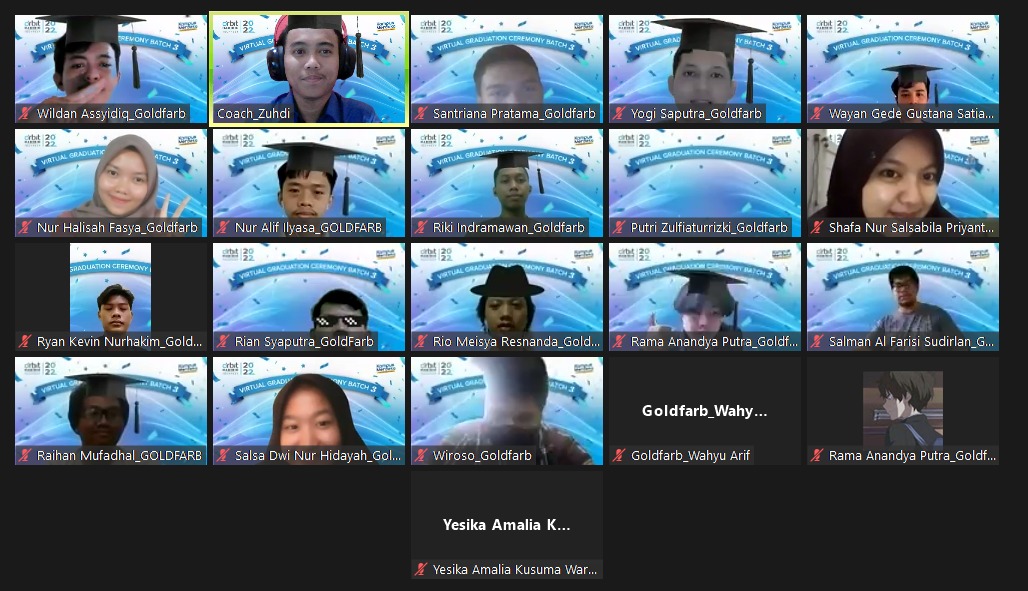 Wildan Assyidiq_Goldfarb
Coach_Zuhdi
Santriana Pratama_Goldfarb
Yogi Saputra_Goldfarb
Wayan Gede Gustana Satia...
VIRTUAL GRADUATION CEREMONY BATCH 3
Nur Halisah Fasya_Goldfarb
Nur Alif Ilyasa_GOLDFARB
Riki Indramawan_Goldfarb
Putri Zulfiaturrizki_Goldfarb
Shafa Nur Salsabila Priyant...
Ryan Kevin Nurhakim_Gold...
Rian Syaputra_GoldFarb
Rio Meisya Resnanda_Gold...
Rama Anandya Putra_Goldf...
Salman Al Farisi Sudirlan_G...
Raihan Mufadhal_GOLDFARB
Salsa Dwi Nur Hidayah_Gol...
Wiroso_Goldfarb
Goldfarb_Wahy...
Goldfarb_Wahyu Arif
Rama Anandya Putra_Goldf...
Yesika Amalia K...
Yesika Amalia Kusuma War...